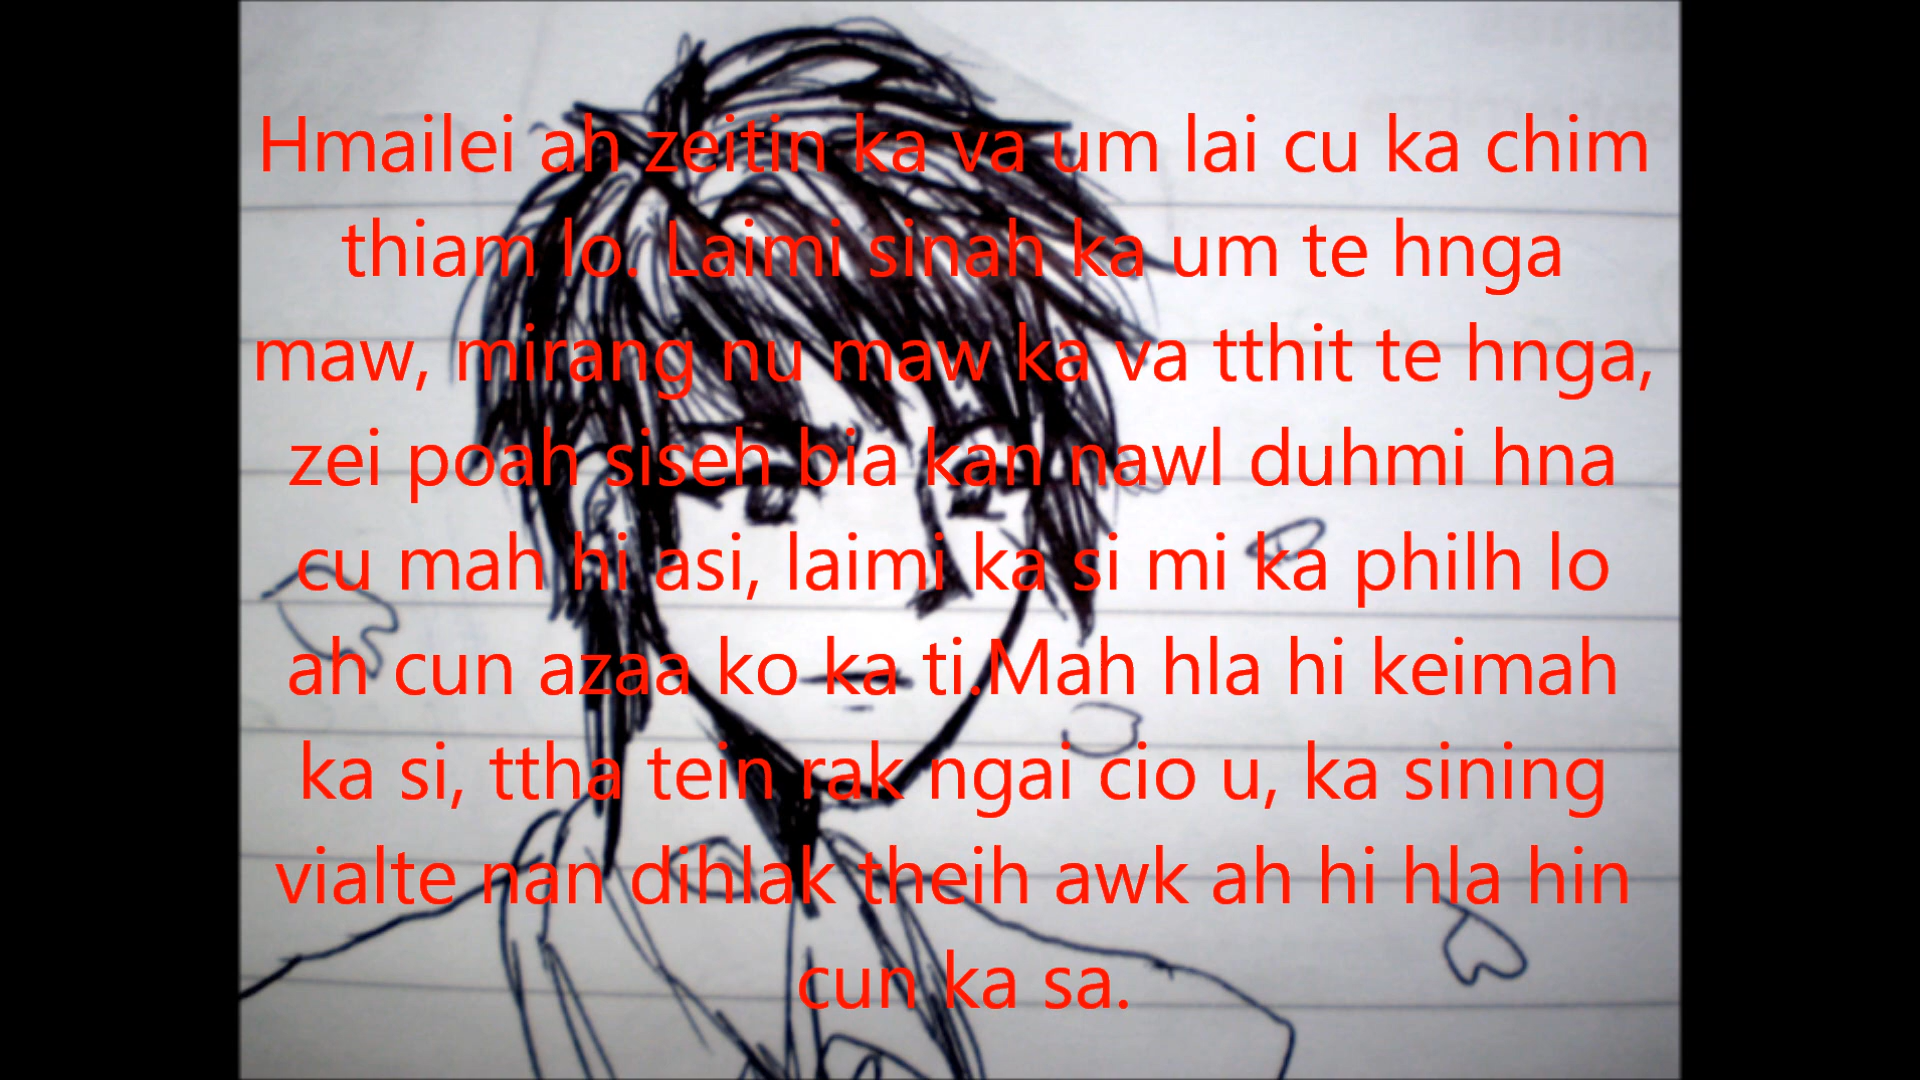 Hmailei ah zeitin ka va um lai cu ka chim
thiam lo. Laimi sinah ka um te hnga
maw, mirang nu maw ka va tthit te hnga,
zei poah siseh bia kan nawl duhmi hna
cu mah hi asi, laimi ka si mi ka philh lo
ah cun azaa ko ka ti.Mah hla hi keimah
ka si, ttha tein rak ngai cio u, ka sining
vialte nan dihlak theih awk ah hi hla hin
cun ka sa.